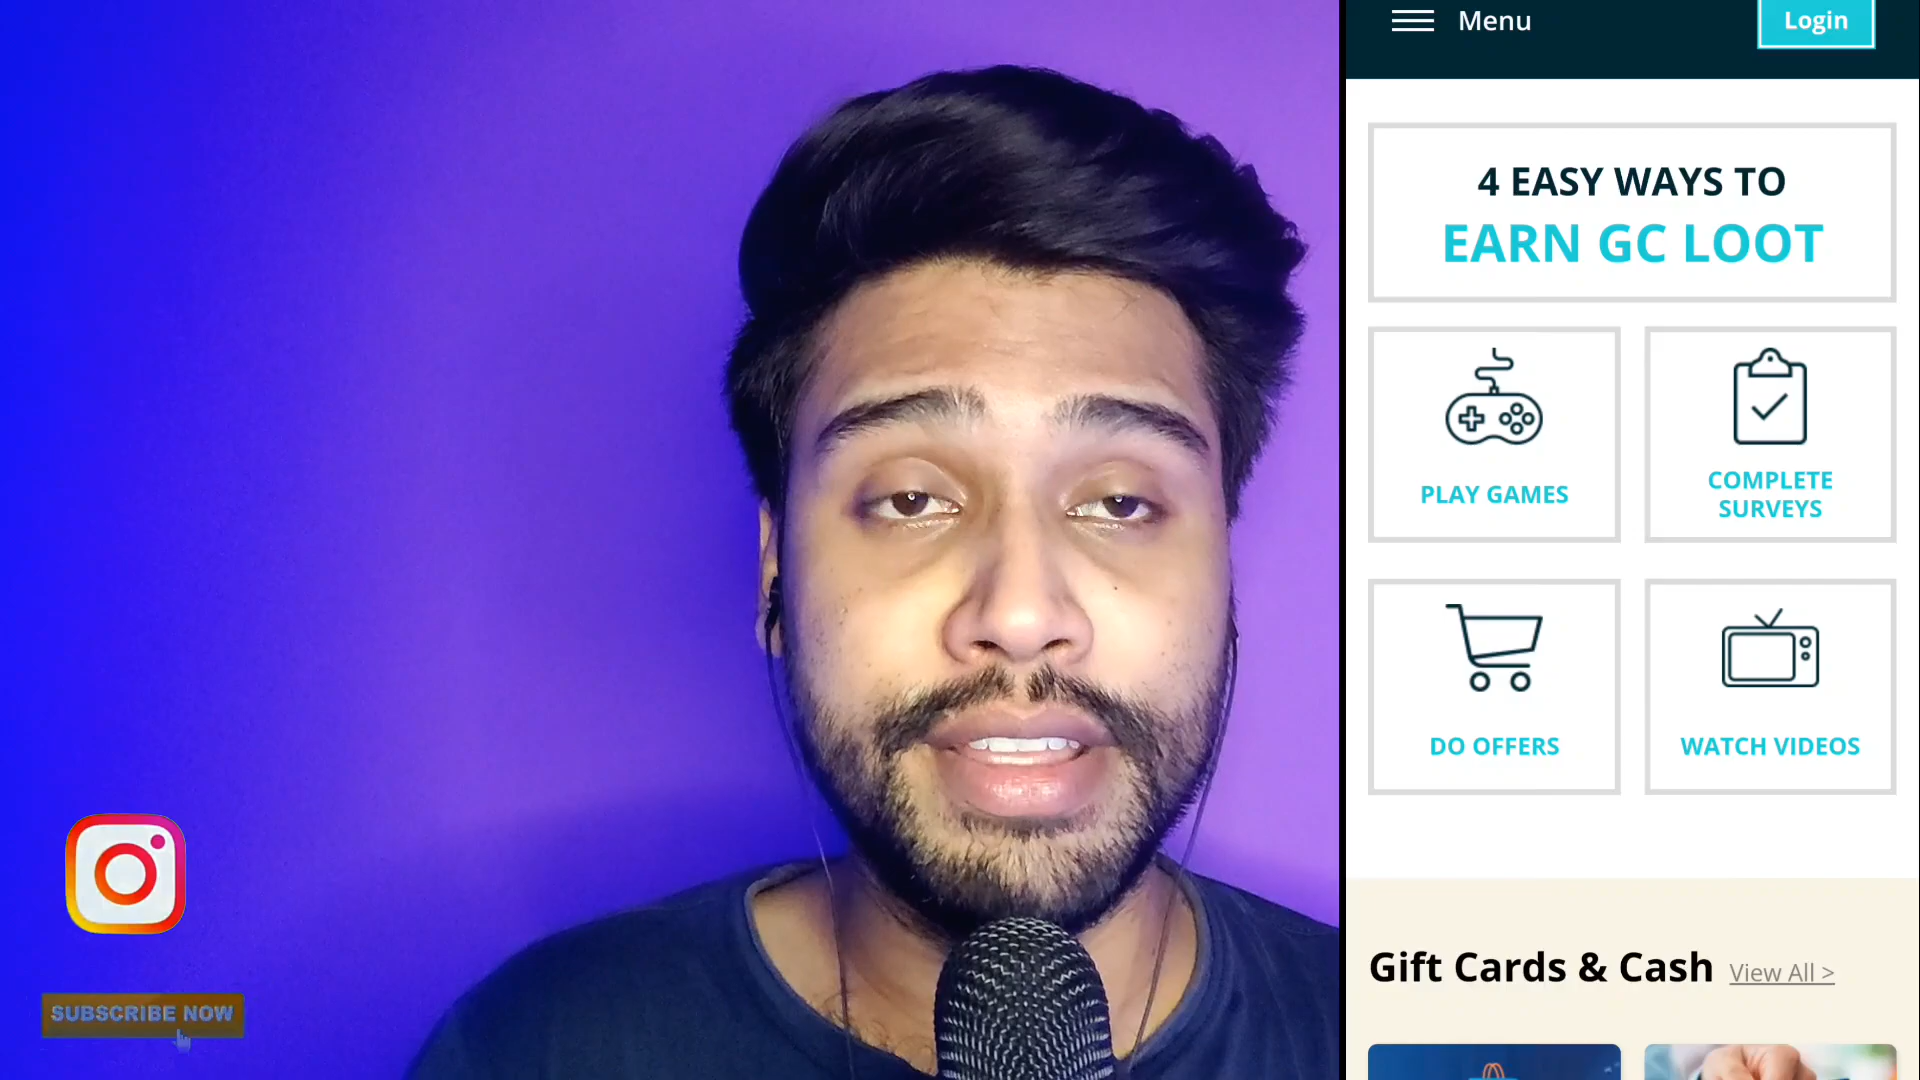 Menu
Login
4 EASY WAYS TO
EARN GC LOOT
PLAY GAMES
COMPLETE
SURVEYS
DO OFFERS
WATCH VIDEOS
Gift Cards & Cash
View All >
SUBSCRIBE NOW